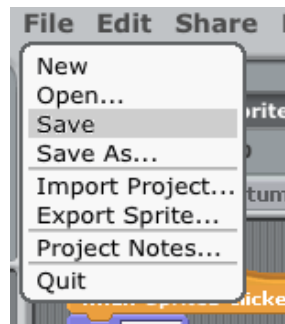 File Edit Share
New
Open...
Save
Save As...
Import Project...
Export Sprite...
Project Notes...
Quit